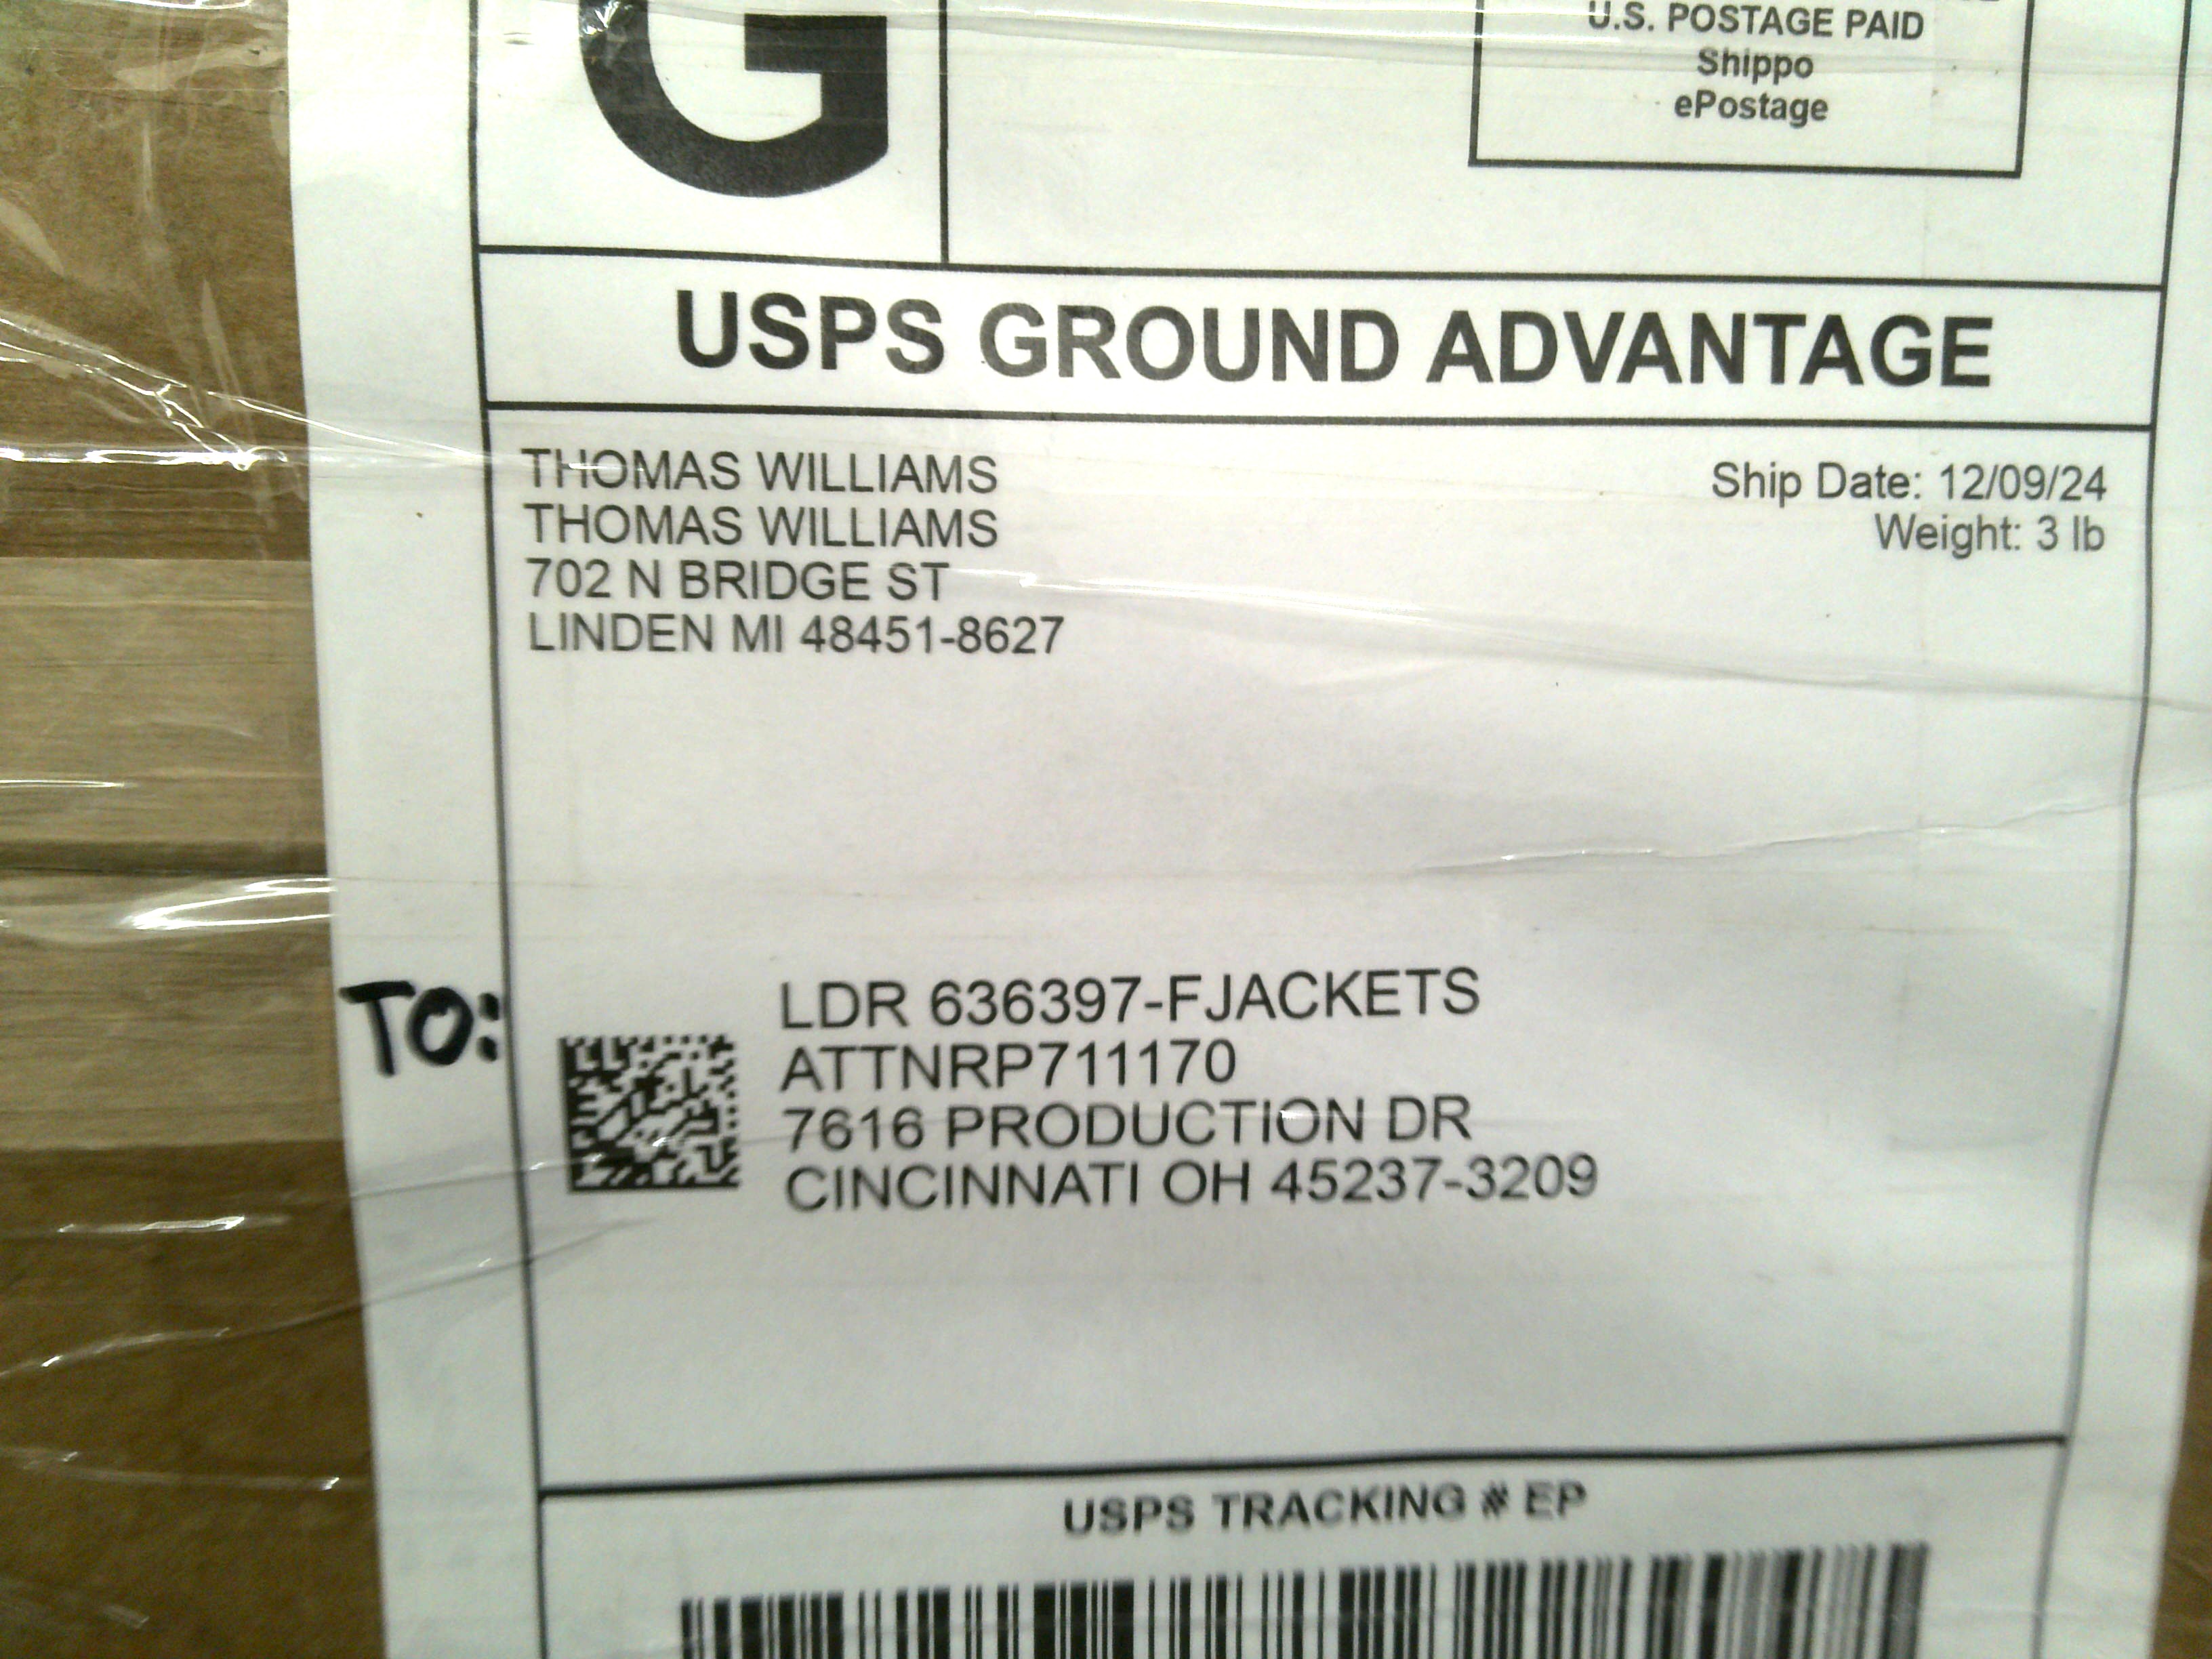 G
U.S. POSTAGE PAID
Shippo
ePostage
USPS GROUND ADVANTAGE
THOMAS WILLIAMS
THOMAS WILLIAMS
702 N BRIDGE ST
LINDEN MI 48451-8627
Ship Date: 12/09/24
Weight: 3 lb
TO:
LDR 636397-FJACKETS
ATTNRP711170
7616 PRODUCTION DR
CINCINNATI OH 45237-3209
USPS TRACKING # EP